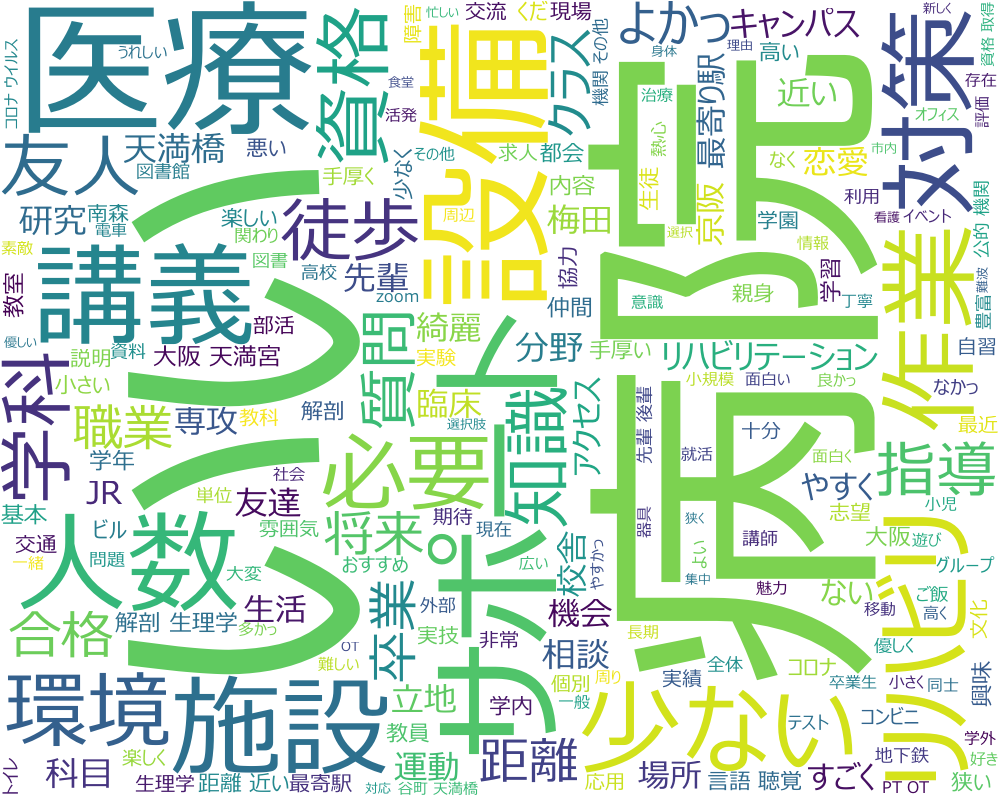 コロナ ウイルス
うれしい
医療
資格
障害
忙しい
交流
くだ
現場
機関
その他
よかっ
キャンパス
身体
理由
高い
対策
新しく
資格 取得
存在
評価
食堂
活発
設備
クラス
治療
最寄り駅
近い
オフィス
市内
友人
天満橋
悪い
図書館
その他
少なく
求人
都会
熱心
病院
なく
恋愛
手厚く
内容
生徒
利用
看護
イベント
公的 機関
研究
南森
電車
楽しい
関わり
徒歩
周辺
梅田
京阪
選択
学園
情報
素敵
講義
図書
高校
先輩
zoom
協力
仲間
意識
親身
学習
丁寧
作業
豊富
難波
教室
優しい
説明
資料
部活
大阪 天満宮
綺麗
実験
質問
分野
手厚い
リハビリテーション
自習
小さい
小規模
面白い
良かっ
なかっ
学科
職業
専攻
教科
解剖
臨床
選択肢
サポート
知識
アクセス
先輩 後輩
十分
最近
学年
社会
必要
就活
面白く
やすく
指導
基本
JR
単位
友達
志望
小児
ビル
雰囲気
将来
期待
現在
器具
狭く
講師
大阪
遊び
交通
一緒
問題
人数
大変
おすすめ
広い
校舎
やすかっ
よい
集中
グループ
リハビリ
合格
解剖 生理学
多かっ
生活
卒業
外部
機会
魅力
ない
移動
ご飯
高く
文化
しっかり
OT
難しい
実技
非常
相談
長期
優しく
環境
施設
立地
個別
周り
実績
全体
コロナ
卒業生
小さく
同士
興味
教員
学内
一般
少ない
テスト
コンビニ
学外
トイレ
科目
楽しく
生理学
距離 近い
最寄駅
対応
運動
谷町
天満橋
距離
応用
場所
言語 聴覚
すごく
地下鉄
PT OT
狭い
好き